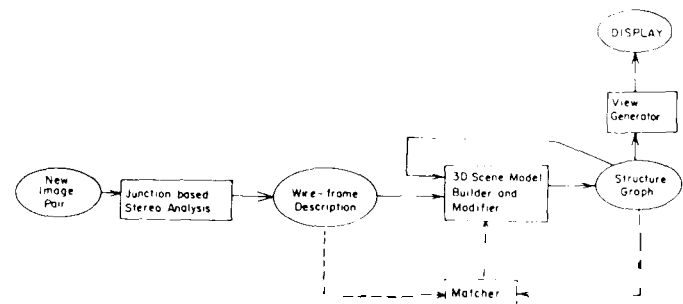 DISPLAY
View
Generator
New
Image
Pair
Junction based
Stereo Analysis
Wire-frame
Description
3D Scene Model
Builder and
Modifier
Structure
Graph
Matcher